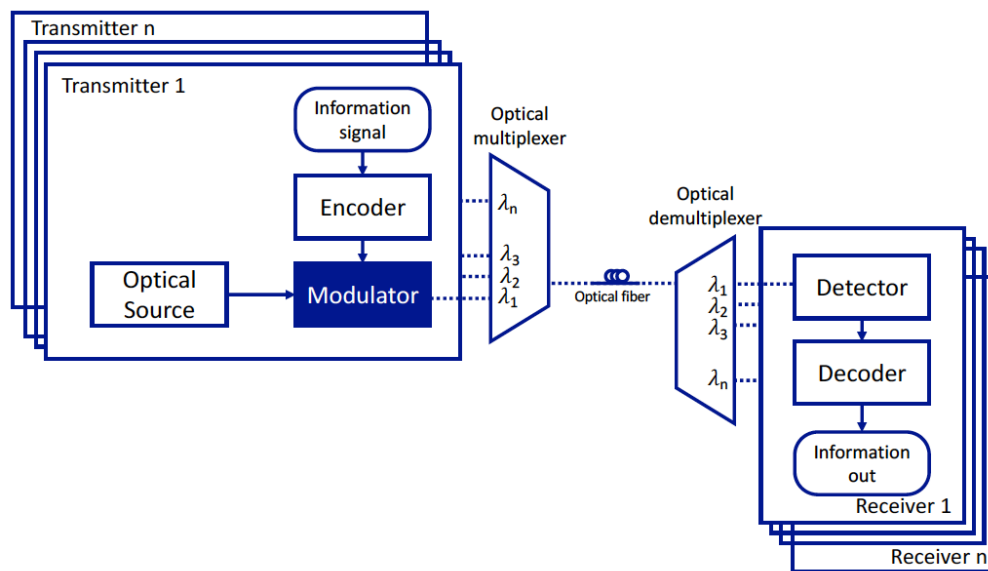 Transmitter n
Transmitter 1
Information
signal
Encoder
Optical
Source
Modulator
Optical
multiplexer
λn
λ3
λ2
λ1
Optical fiber
Optical
demultiplexer
λ1
λ2
λ3
λn
Detector
Decoder
Information
out
Receiver 1
Receiver n